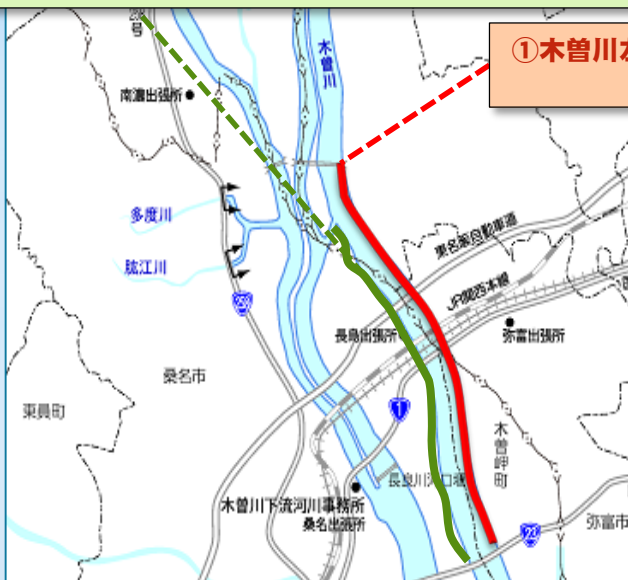 号
木曽川
①木曽川
南濃出張所
多度川
肱江川
東名阪自動車道
258
JR関西本線
長島出張所
弥富出張所
桑名市
東員町
1
木曽岬町
長良川河口堰
木曽川下流河川事務所
桑名出張所
23
弥富市